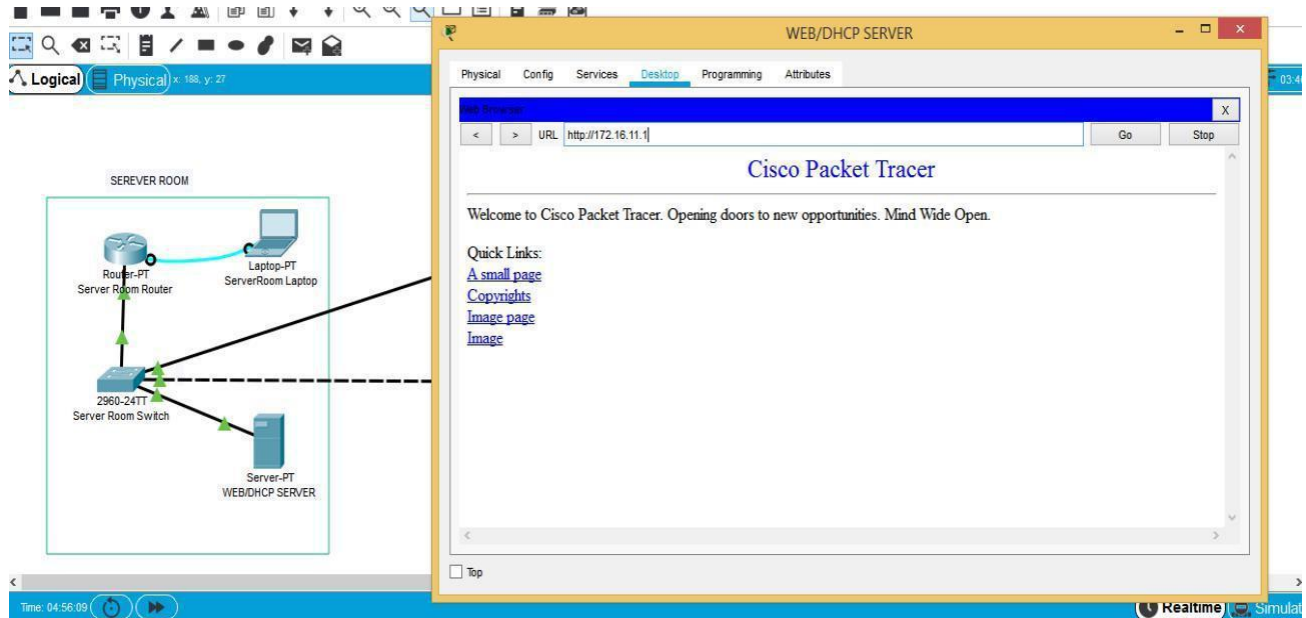 Logical
Physical x: 188, y: 27
SEREVER ROOM
Router-PT
Server Room Router
Laptop-PT
ServerRoom Laptop
2960-24TT
Server Room Switch
Server-PT
WEB/DHCP SERVER
WEB/DHCP SERVER
Physical Config Services Desktop Programming Attributes
Web Browser
X
< > URL http://172.16.11.1 Go Stop
Cisco Packet Tracer
Welcome to Cisco Packet Tracer. Opening doors to new opportunities. Mind Wide Open.
Quick Links:
A small page
Copyrights
Image page
Image
Top
Time: 04:56:09
Realtime